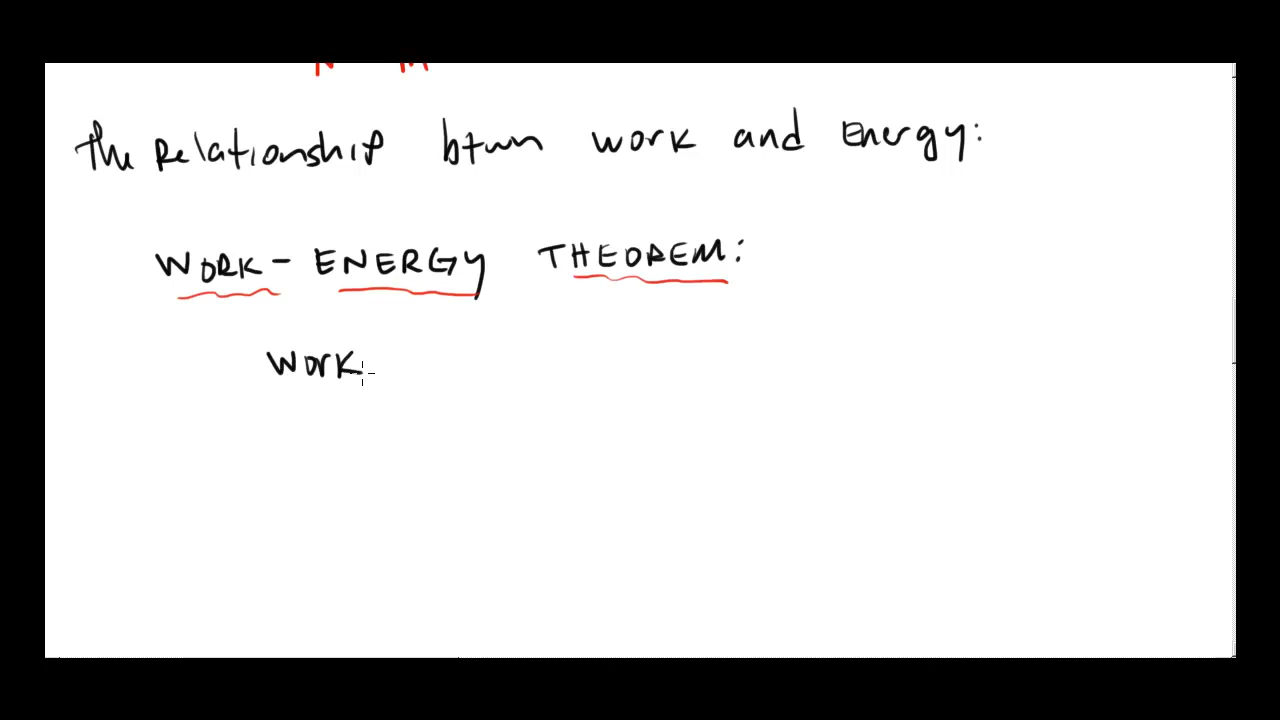 the Relationship btwn work and Energy:
WORK - ENERGY THEOREM:
Work